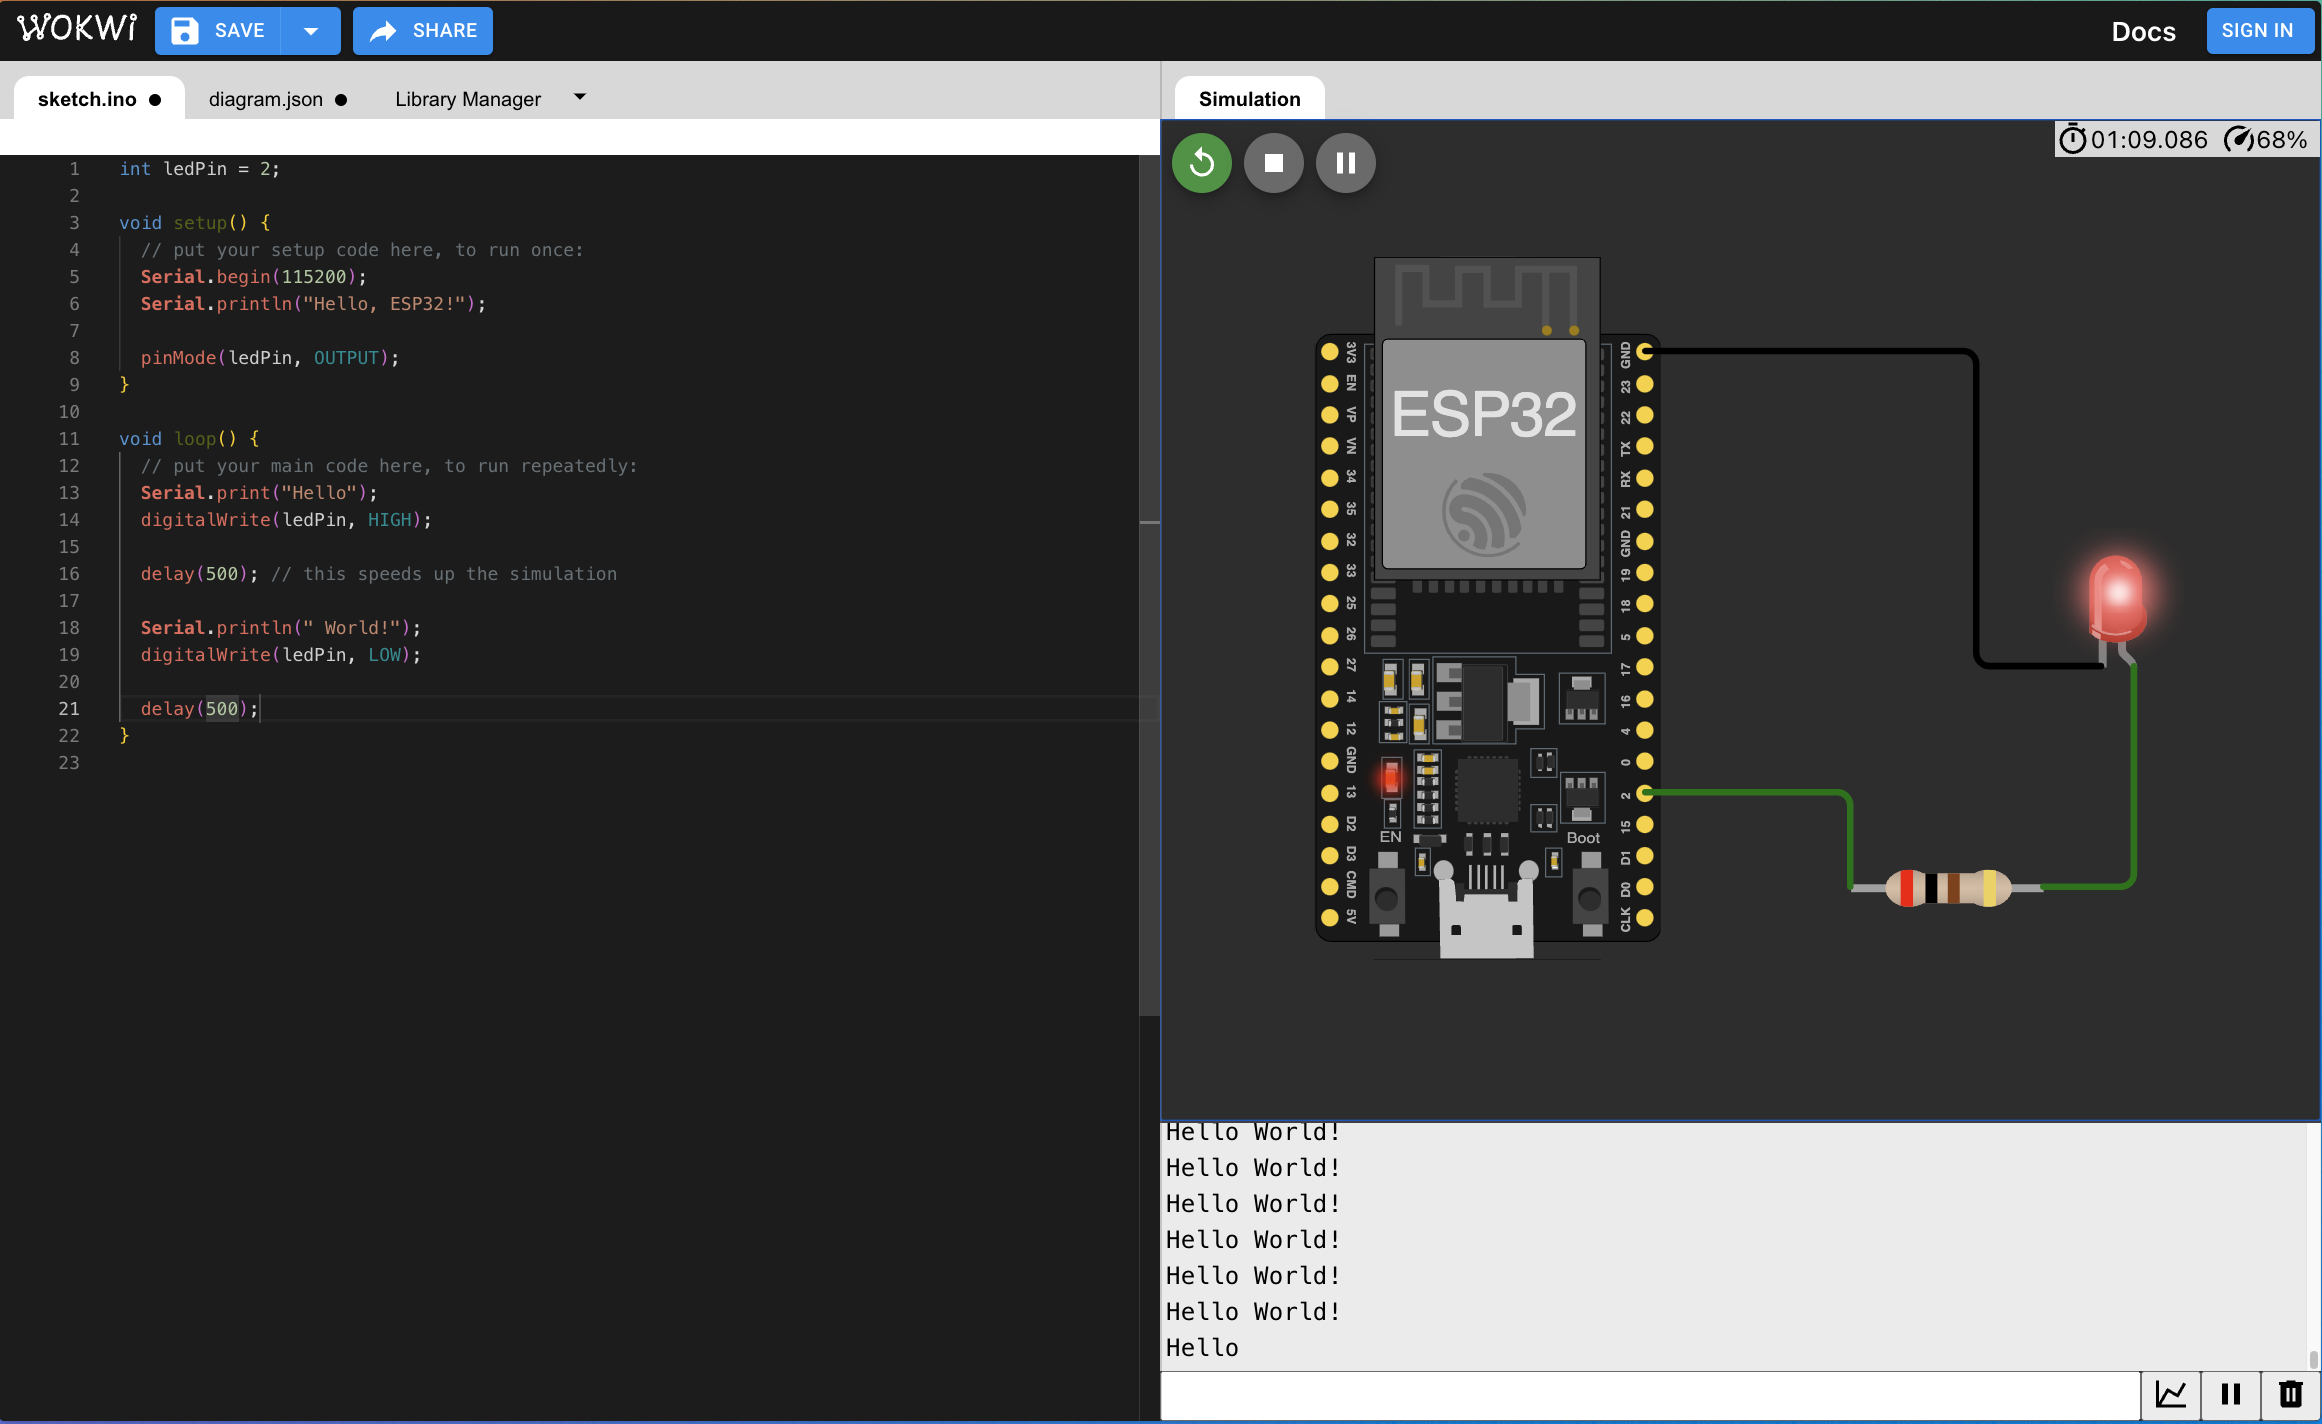 WOKWi SAVE SHARE Docs SIGN IN
sketch.ino ● diagram.json ● Library Manager
Simulation
01:09.086 68%
1 int ledPin = 2;
2
3 void setup() {
4 // put your setup code here, to run once:
5 Serial.begin(115200);
6 Serial.println("Hello, ESP32!");
7
8 pinMode(ledPin, OUTPUT);
9 }
10
11 void loop() {
12 // put your main code here, to run repeatedly:
13 Serial.print("Hello");
14 digitalWrite(ledPin, HIGH);
15
16 delay(500); // this speeds up the simulation
17
18 Serial.println(" World!");
19 digitalWrite(ledPin, LOW);
20
21 delay(500);
22 }
23
ESP32
3V3
EN
VP
VN
34
35
32
33
25
26
27
14
12
GND
13
D2
D3
CMD
5V
GND
23
22
TX
RX
21
GND
19
18
5
17
16
4
0
2
15
D1
D0
CLK
EN
Boot
Hello World!
Hello World!
Hello World!
Hello World!
Hello World!
Hello World!
Hello